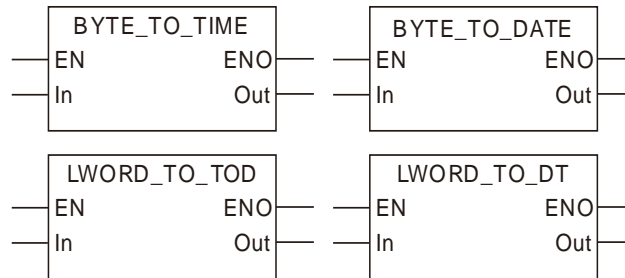 BYTE_TO_TIME
EN ENO
In Out
BYTE_TO_DATE
EN ENO
In Out
LWORD_TO_TOD
EN ENO
In Out
LWORD_TO_DT
EN ENO
In Out